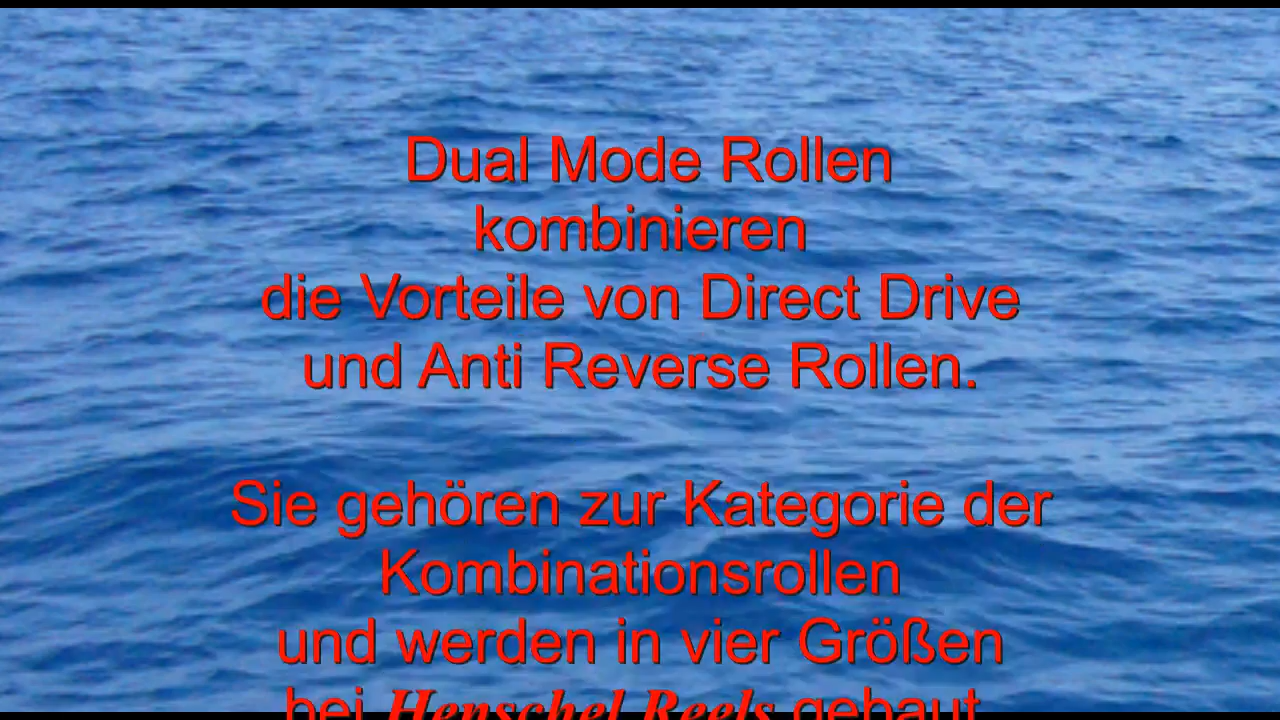 Dual Mode Rollen
kombinieren
die Vorteile von Direct Drive
und Anti Reverse Rollen.
Sie gehören zur Kategorie der
Kombinationsrollen
und werden in vier Größen
bei Henschel Reels gebaut